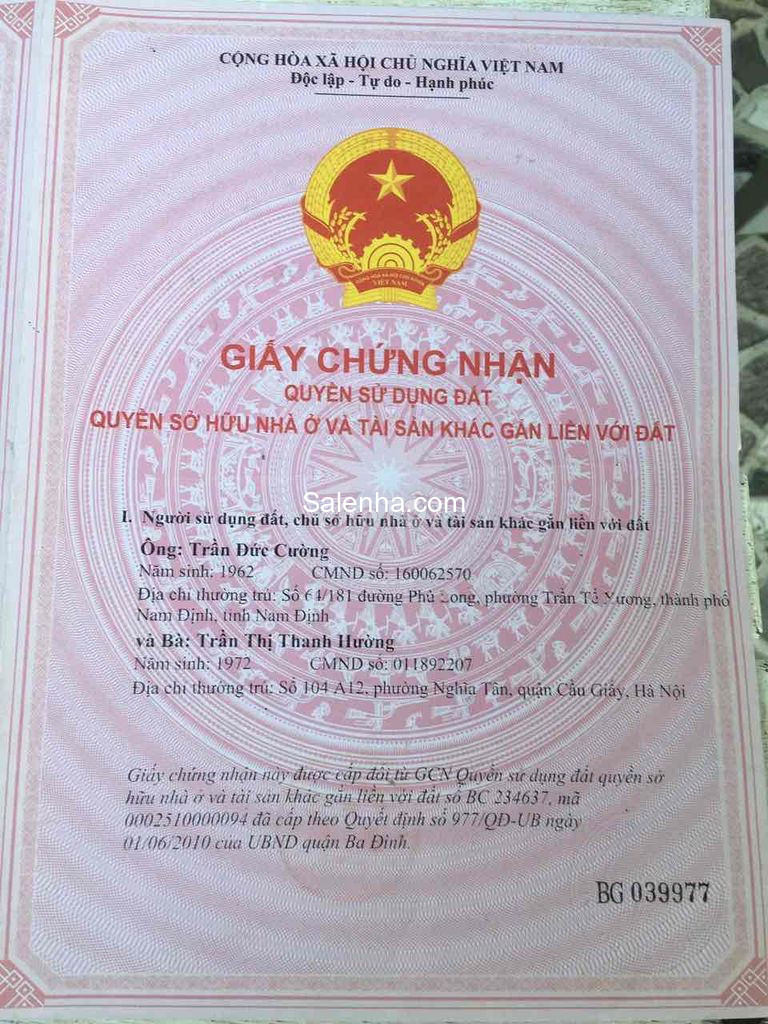 CỘNG HÒA XÃ HỘI CHỦ NGHĨA VIỆT NAM
Độc lập - Tự do - Hạnh phúc
CỘNG HÒA XÃ HỘI CHỦ NGHĨA
VIỆT NAM
GIẤY CHỨNG NHẬN
QUYỀN SỬ DỤNG ĐẤT
QUYỀN SỞ HỮU NHÀ Ở VÀ TÀI SẢN KHÁC GẮN LIỀN VỚI ĐẤT
Salenha.com
I. Người sử dụng đất, chủ sở hữu nhà ở và tài sản khác gắn liền với đất
Ông: Trần Đức Cường
Năm sinh: 1962 CMND số: 160062570
Địa chỉ thường trú: Số 64/181 đường Phù Long, phường Trần Tế Xương, thành phố
Nam Định, tỉnh Nam Định
và Bà: Trần Thị Thanh Hường
Năm sinh: 1972 CMND số: 011892207
Địa chỉ thường trú: Số 104 A12, phường Nghĩa Tân, quận Cầu Giấy, Hà Nội
Giấy chứng nhận này được cấp đổi từ GCN Quyền sử dụng đất quyền sở
hữu nhà ở và tài sản khác gắn liền với đất số BC 234637, mã
0002510000094 đã cấp theo Quyết định số 977/QĐ-UB ngày
01/06/2010 của UBND quận Ba Đình.
BG 039977